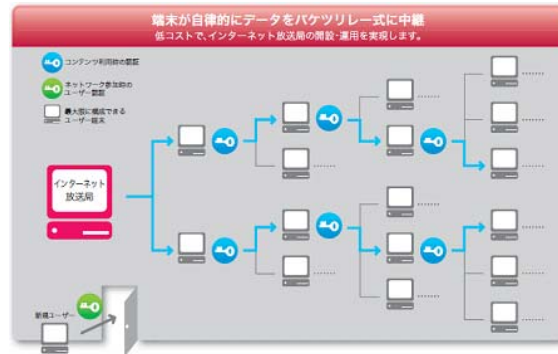 端末が自律的にデータをバケツリレー式に中継
低コストで、インターネット放送局の開設・運用を実現します。
コンテンツ利用時の認証
ネットワーク参加時の
ユーザー認証
最大限に構成できる
ユーザー端末
インターネット
放送局
新規ユーザー